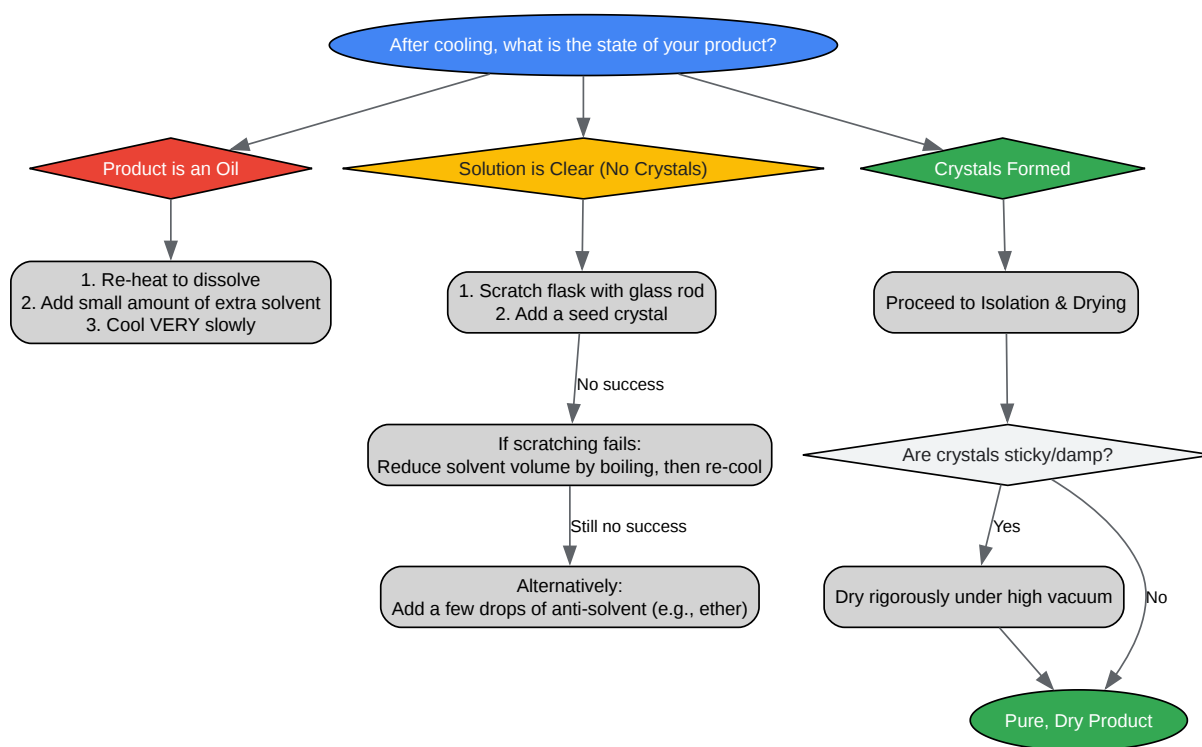 After cooling, what is the state of your product?
Product is an Oil
Solution is Clear (No Crystals)
Crystals Formed
1. Re-heat to dissolve
2. Add small amount of extra solvent
3. Cool VERY slowly
1. Scratch flask with glass rod
2. Add a seed crystal
Proceed to Isolation & Drying
No success
If scratching fails:
Reduce solvent volume by boiling, then re-cool
Are crystals sticky/damp?
Still no success
Yes
Alternatively:
Add a few drops of anti-solvent (e.g., ether)
Dry rigorously under high vacuum
No
Pure, Dry Product